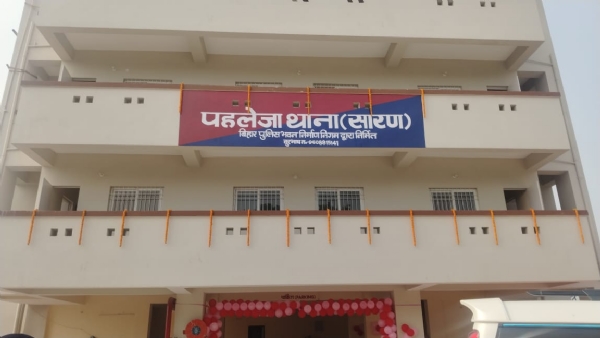 पहलेजा थाना (सारण)
बिहार पुलिस भवन निर्माण निगम द्वारा निर्मित